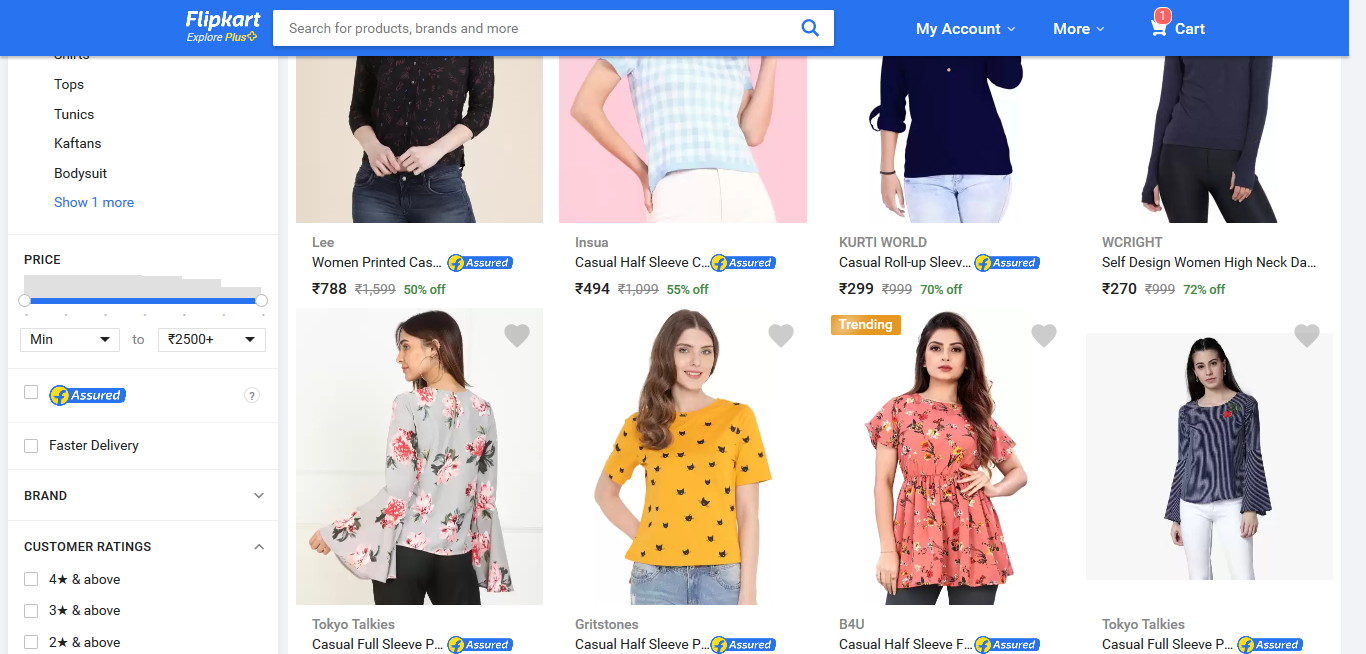 Flipkart
Explore Plus
Search for products, brands and more
My Account
More
1
Cart
Shirts
Tops
Tunics
Kaftans
Bodysuit
Show 1 more
PRICE
Min
to
₹2500+
Assured
?
Faster Delivery
BRAND
CUSTOMER RATINGS
4★ & above
3★ & above
2★ & above
Lee
Women Printed Cas... Assured
₹788 ₹1,599 50% off
Insua
Casual Half Sleeve C... Assured
₹494 ₹1,099 55% off
KURTI WORLD
Casual Roll-up Sleev... Assured
₹299 ₹999 70% off
WCRIGHT
Self Design Women High Neck Da...
₹270 ₹999 72% off
Tokyo Talkies
Casual Full Sleeve P... Assured
Gritstones
Casual Half Sleeve P... Assured
Trending
B4U
Casual Half Sleeve F... Assured
Tokyo Talkies
Casual Full Sleeve P... Assured